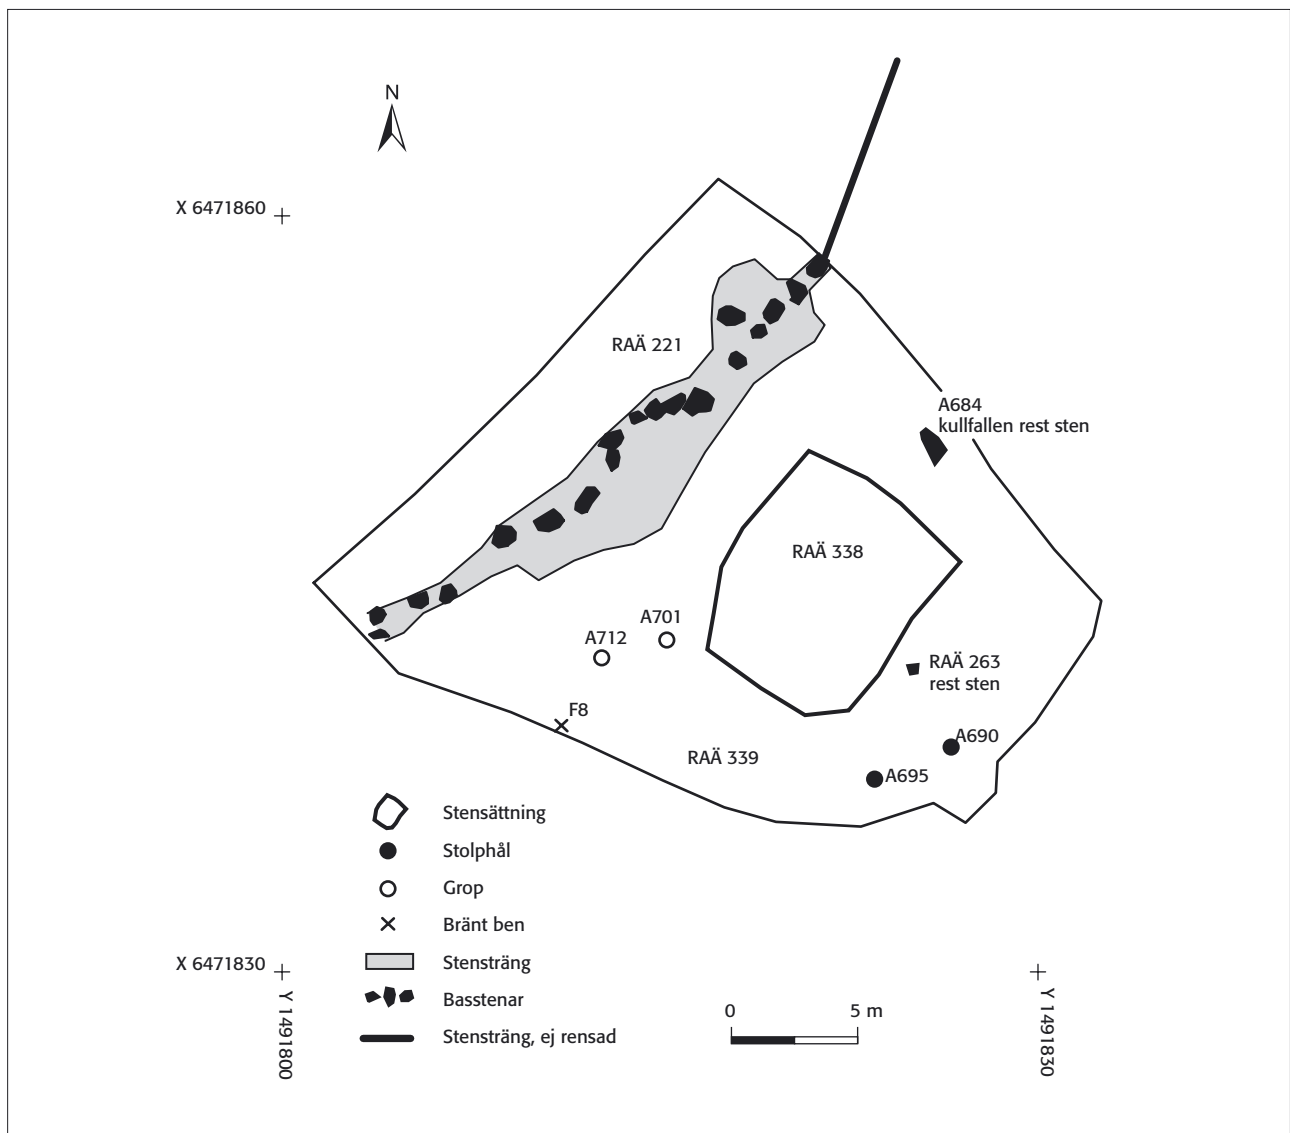 N
X 6471860
RAÄ 221
A684
kullfallen rest sten
RAÄ 338
A701
A712
RAÄ 263
rest sten
F8
A690
RAÄ 339
A695
Stensättning
Stolphål
Grop
Bränt ben
X 6471830
Stensträng
Basstenar
0 5 m
Stensträng, ej rensad
Y 1491800
Y 1491830